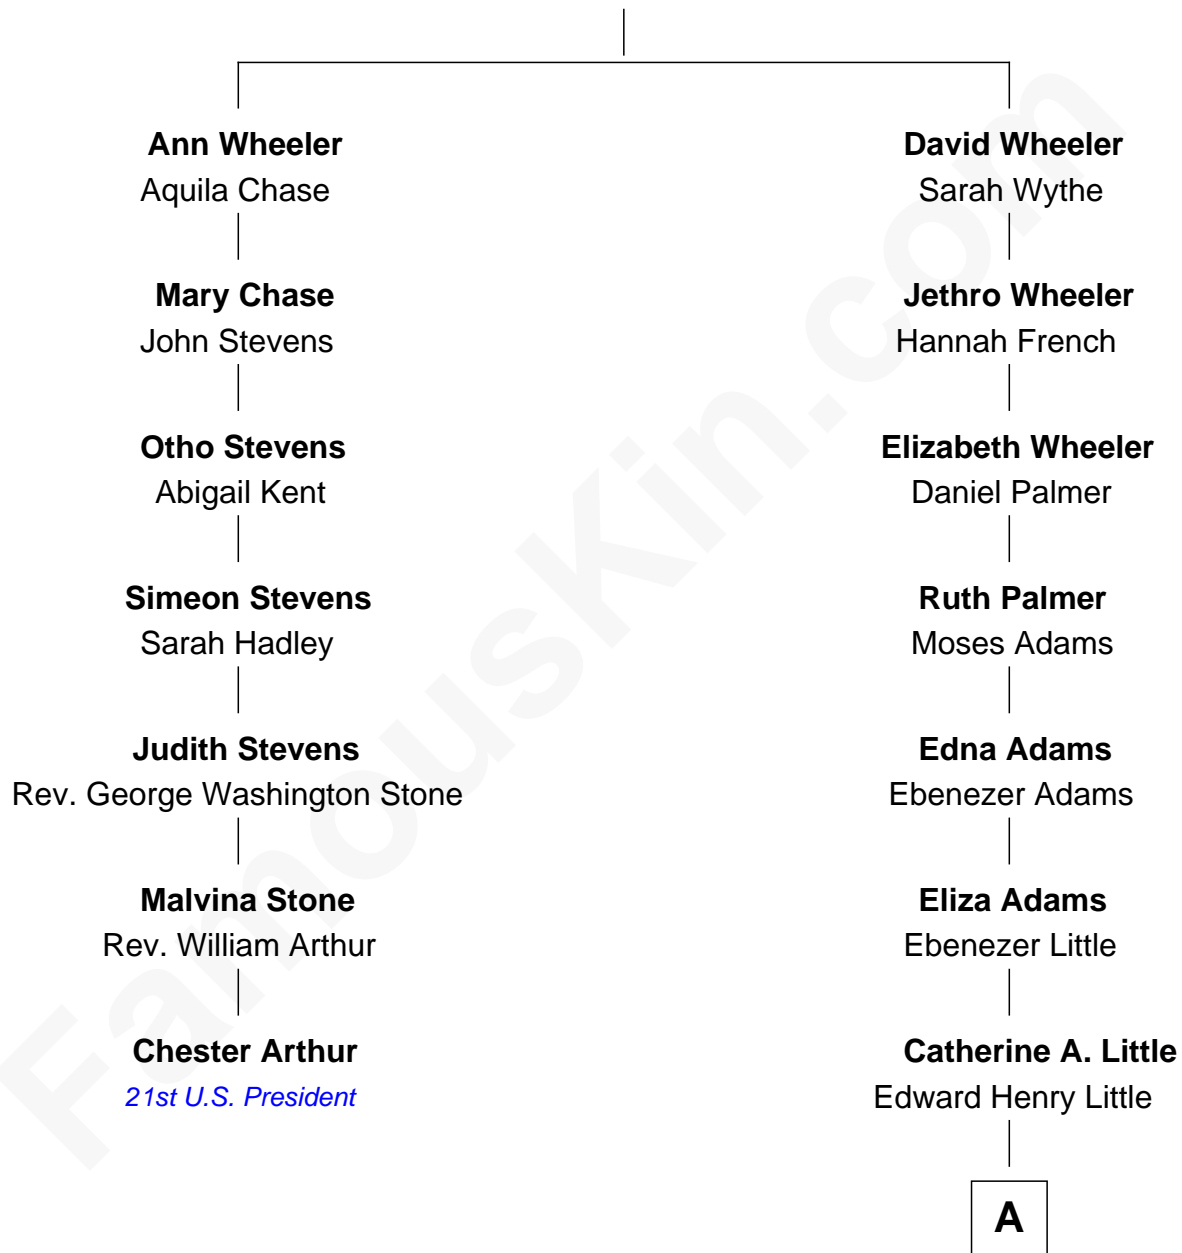 Ann Wheeler
Aquila Chase
Mary Chase
John Stevens
Otho Stevens
Abigail Kent
Simeon Stevens
Sarah Hadley
Judith Stevens
Rev. George Washington Stone
Malvina Stone
Rev. William Arthur
Chester Arthur
21st U.S. President
David Wheeler
Sarah Wythe
Jethro Wheeler
Hannah French
Elizabeth Wheeler
Daniel Palmer
Ruth Palmer
Moses Adams
Edna Adams
Ebenezer Adams
Eliza Adams
Ebenezer Little
Catherine A. Little
Edward Henry Little
A
FamousKin.com